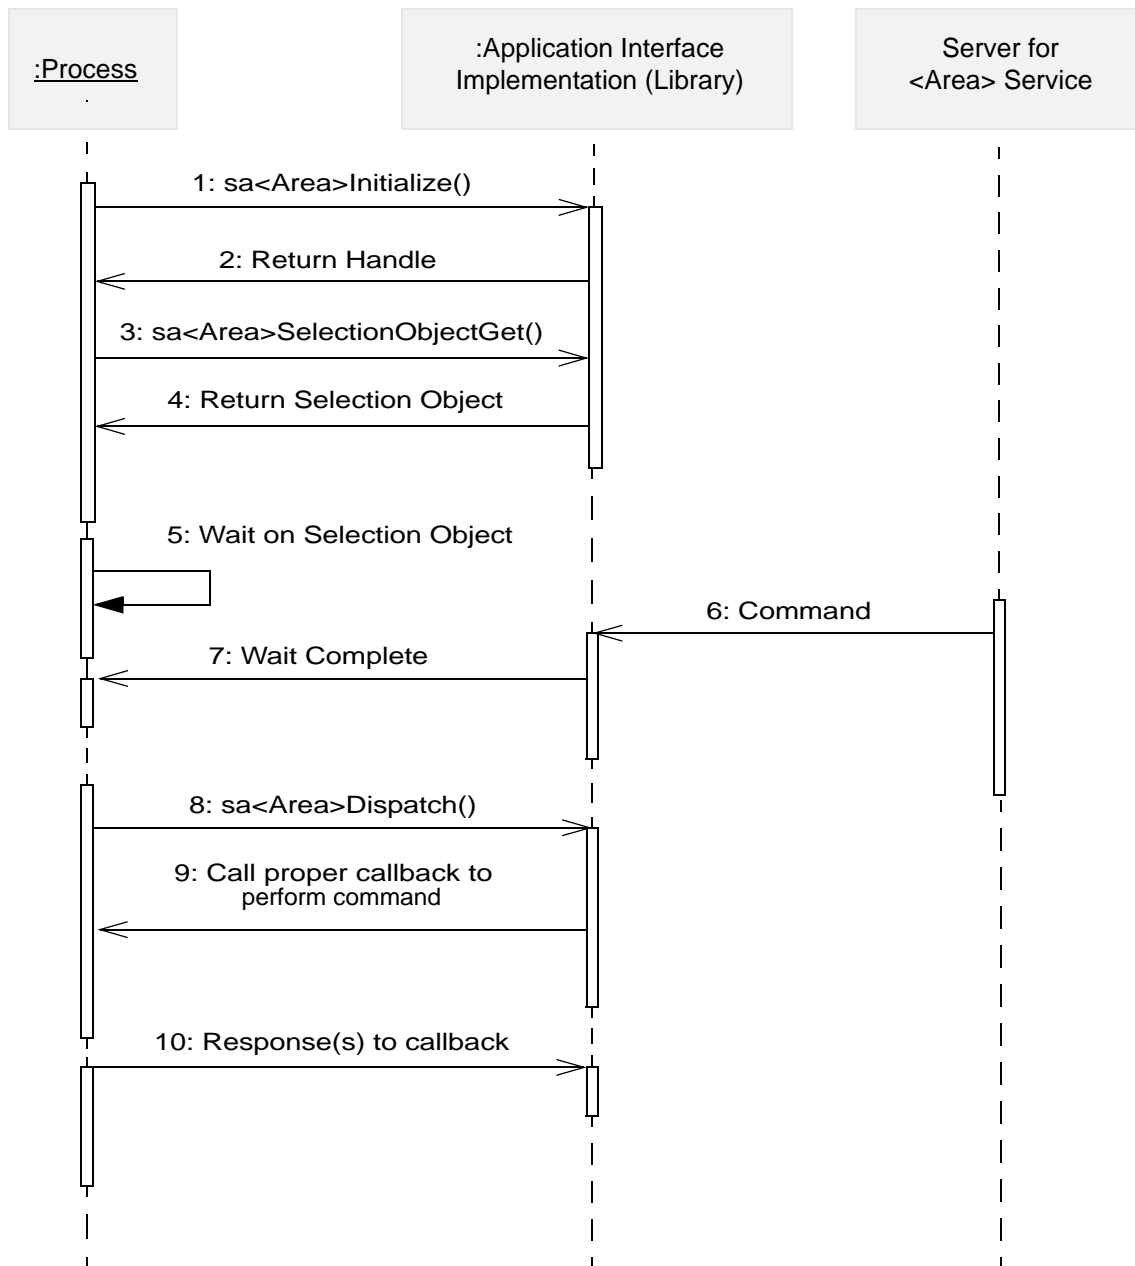 :Process
:Application Interface
Implementation (Library)
Server for
<Area> Service
1: sa<Area>Initialize()
2: Return Handle
3: sa<Area>SelectionObjectGet()
4: Return Selection Object
5: Wait on Selection Object
6: Command
7: Wait Complete
8: sa<Area>Dispatch()
9: Call proper callback to
perform command
10: Response(s) to callback